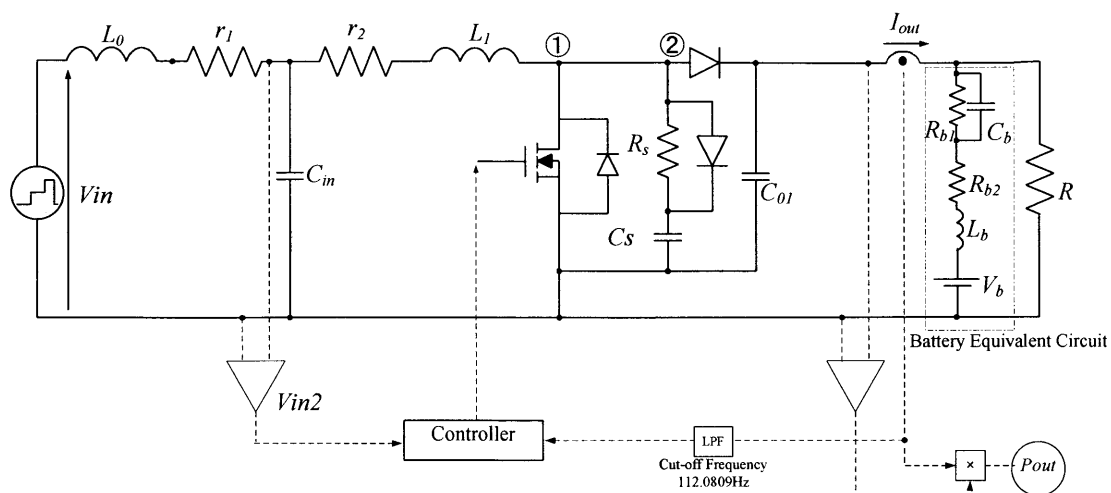 L0 r1 r2 L1 ① ② Iout
Vin Cin Rs Cs C01 Rb1 Cb Rb2 Lb Vb R
Battery Equivalent Circuit
Vin2
Controller
LPF
Cut-off Frequency
112.0809Hz
×
Pout